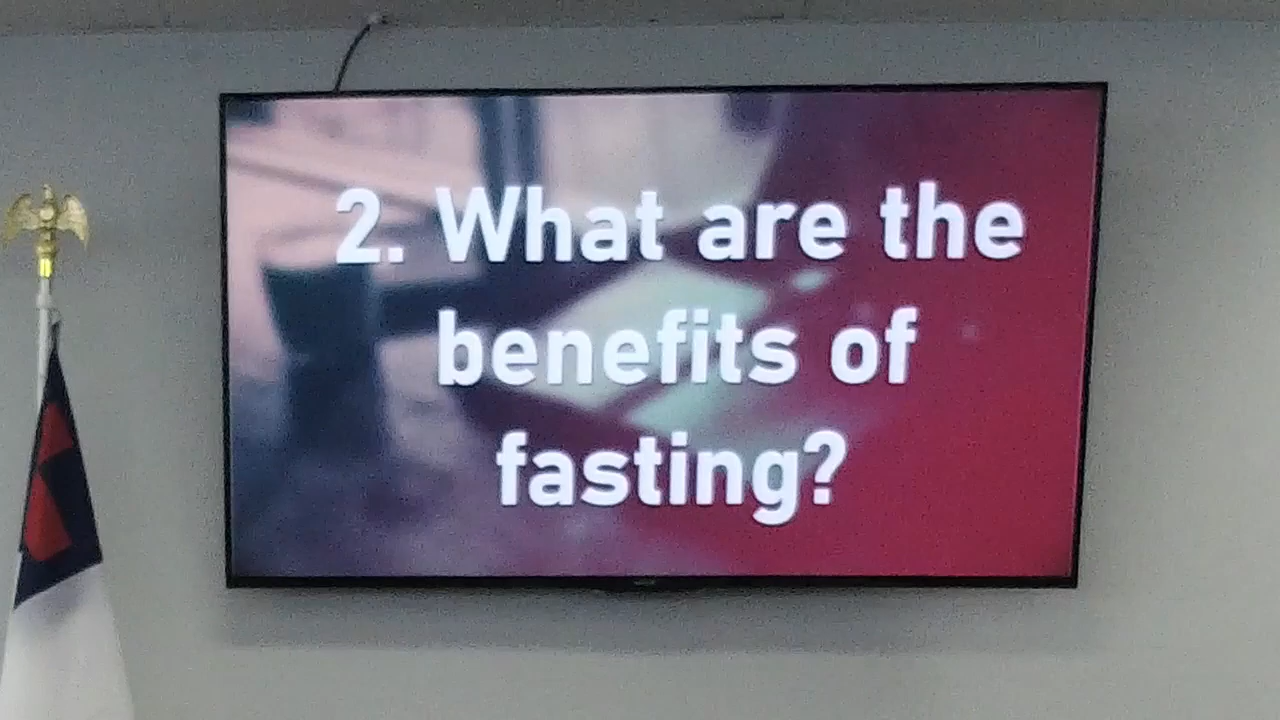 2. What are the
benefits of
fasting?